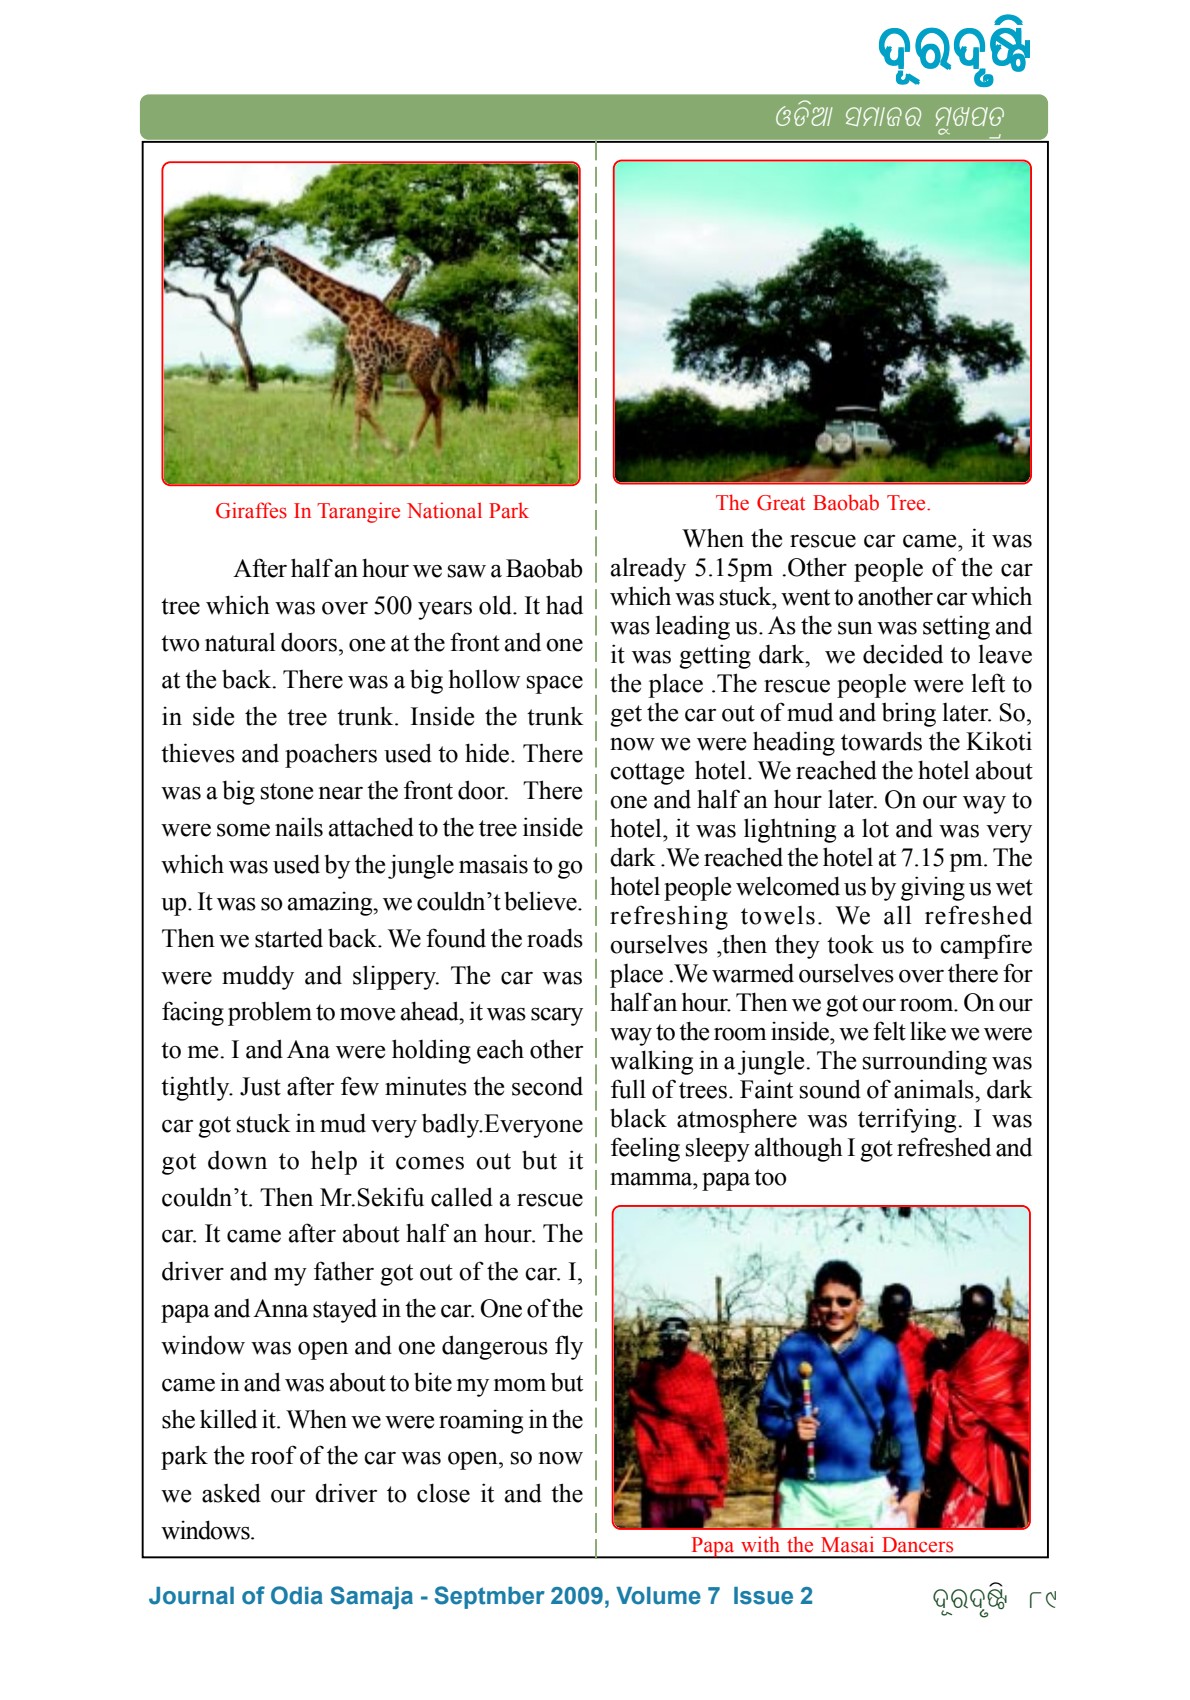 ଦୂରଦୃଷ୍ଟି
ଓଡିଆ ସମାଜର ମୁଖପତ୍ର
Giraffes In Tarangire National Park
After half an hour we saw a Baobab
tree which was over 500 years old. It had
two natural doors, one at the front and one
at the back. There was a big hollow space
in side the tree trunk. Inside the trunk
thieves and poachers used to hide. There
was a big stone near the front door. There
were some nails attached to the tree inside
which was used by the jungle masais to go
up. It was so amazing, we couldn’t believe.
Then we started back. We found the roads
were muddy and slippery. The car was
facing problem to move ahead, it was scary
to me. I and Ana were holding each other
tightly. Just after few minutes the second
car got stuck in mud very badly.Everyone
got down to help it comes out but it
couldn’t. Then Mr.Sekifu called a rescue
car. It came after about half an hour. The
driver and my father got out of the car. I,
papa and Anna stayed in the car. One of the
window was open and one dangerous fly
came in and was about to bite my mom but
she killed it. When we were roaming in the
park the roof of the car was open, so now
we asked our driver to close it and the
windows.
The Great Baobab Tree.
When the rescue car came, it was
already 5.15pm .Other people of the car
which was stuck, went to another car which
was leading us. As the sun was setting and
it was getting dark, we decided to leave
the place .The rescue people were left to
get the car out of mud and bring later. So,
now we were heading towards the Kikoti
cottage hotel. We reached the hotel about
one and half an hour later. On our way to
hotel, it was lightning a lot and was very
dark .We reached the hotel at 7.15 pm. The
hotel people welcomed us by giving us wet
refreshing towels. We all refreshed
ourselves ,then they took us to campfire
place .We warmed ourselves over there for
half an hour. Then we got our room. On our
way to the room inside, we felt like we were
walking in a jungle. The surrounding was
full of trees. Faint sound of animals, dark
black atmosphere was terrifying. I was
feeling sleepy although I got refreshed and
mamma, papa too
Papa with the Masai Dancers
Journal of Odia Samaja - Septmber 2009, Volume 7 Issue 2
ଦୂରଦୃଷ୍ଟି ୮୯